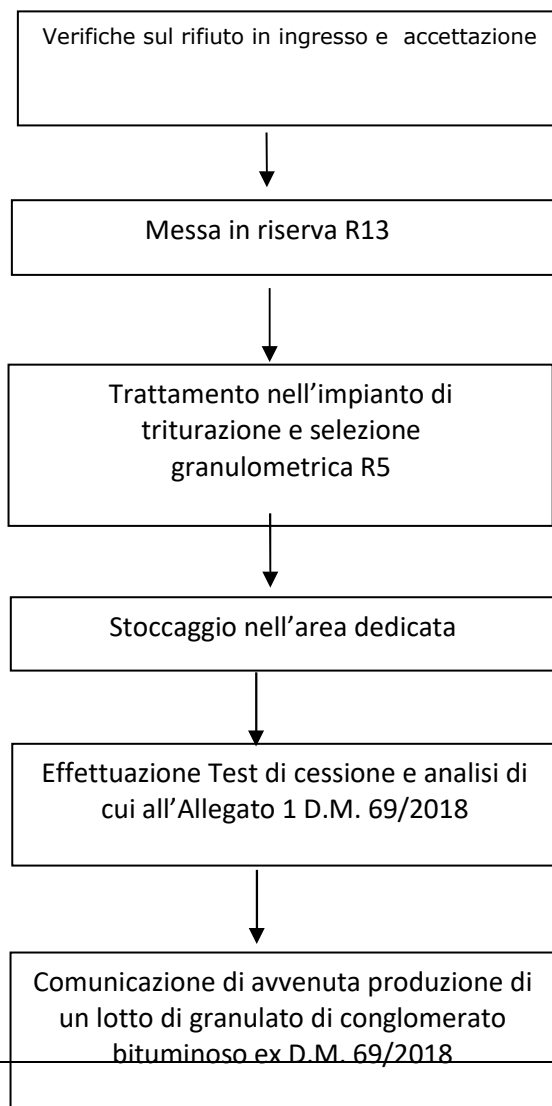 Verifiche sul rifiuto in ingresso e accettazione
Messa in riserva R13
Trattamento nell'impianto di
triturazione e selezione
granulometrica R5
Stoccaggio nell'area dedicata
Effettuazione Test di cessione e analisi di
cui all'Allegato 1 D.M. 69/2018
Comunicazione di avvenuta produzione di
un lotto di granulato di conglomerato
bituminoso ex D.M. 69/2018